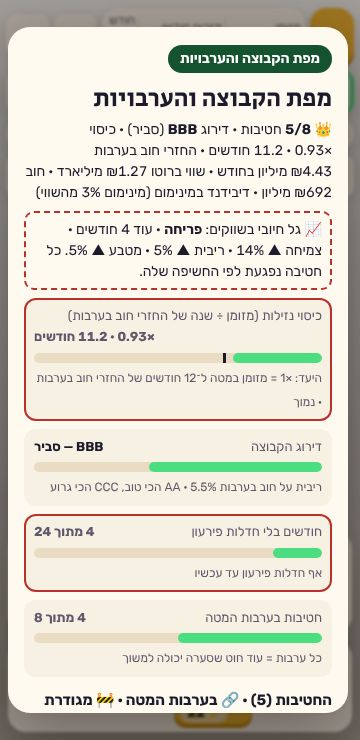 מפת הקבוצה והערבויות
מפת הקבוצה והערבויות
👑 5/8 חטיבות · דירוג BBB (סביר) · כיסוי
×0.93 · 11.2 חודשים · חוב בערבות
₪4.43 מיליון בחודש · שווי ברוטו ₪1.27 מיליארד · חוב
₪692 מיליון · דיבידנד במינימום (מינימום 3% מהשווי)
📈 גל חיובי בשווקים: פריחה · עוד 4 חודשים ·
צמיחה ▲ 14% · ריבית ▲ 5% · מטבע ▲ 5%. כל
חטיבה נפגעת לפי החשיפה שלה.
כיסוי נזילות (מזומן ÷ שנה של החזרי חוב בערבות)
×0.93 · 11.2 חודשים
היעד: ×1 = מזומן במטה ל־12 חודשים של החזרי חוב בערבות
· נמוך
דירוג הקבוצה
BBB — סביר
ריבית על חוב בערבות 5.5% · AA הכי טוב, CCC הכי גרוע
חודשים בלי חדלות פירעון
4 מתוך 24
אף חדלות פירעון עד עכשיו
חטיבות בערבות המטה
4 מתוך 8
כל ערבות = עוד חוט שסערה יכולה למשוך
החטיבות (5) · 🔗 בערבות המטה · 🚧 מגודרת